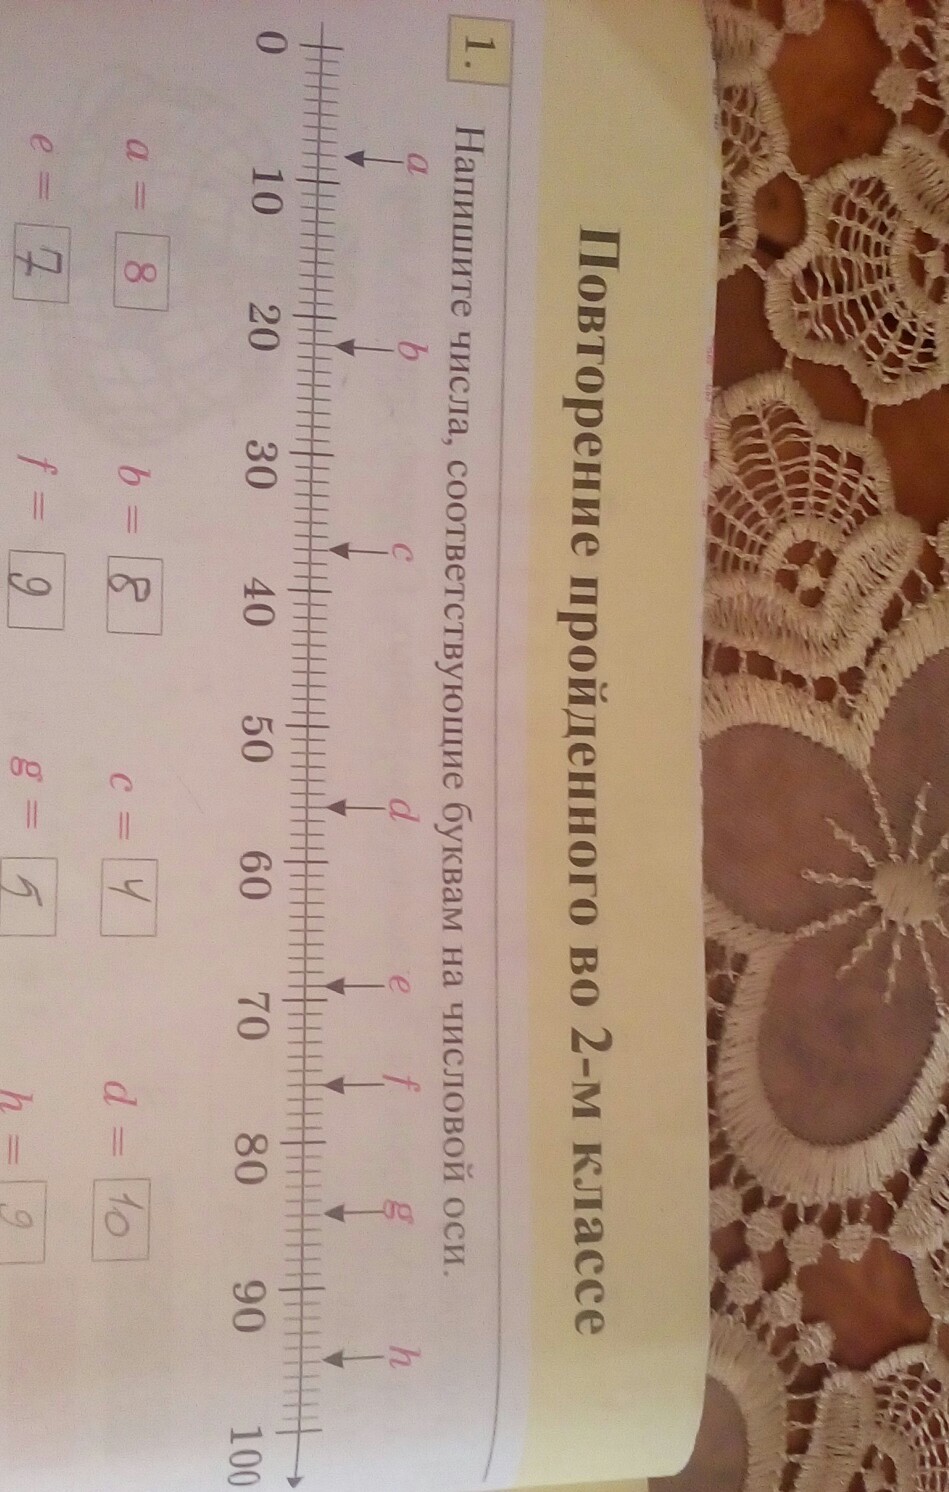 Повторение пройденного во 2-м классе
1. Напишите числа, соответствующие буквам на числовой оси.
a b c d e f g h
0 10 20 30 40 50 60 70 80 90 100
a = 8 b = 8 c = 4 d = 10
e = 7 f = 9 g = 5 h = 9